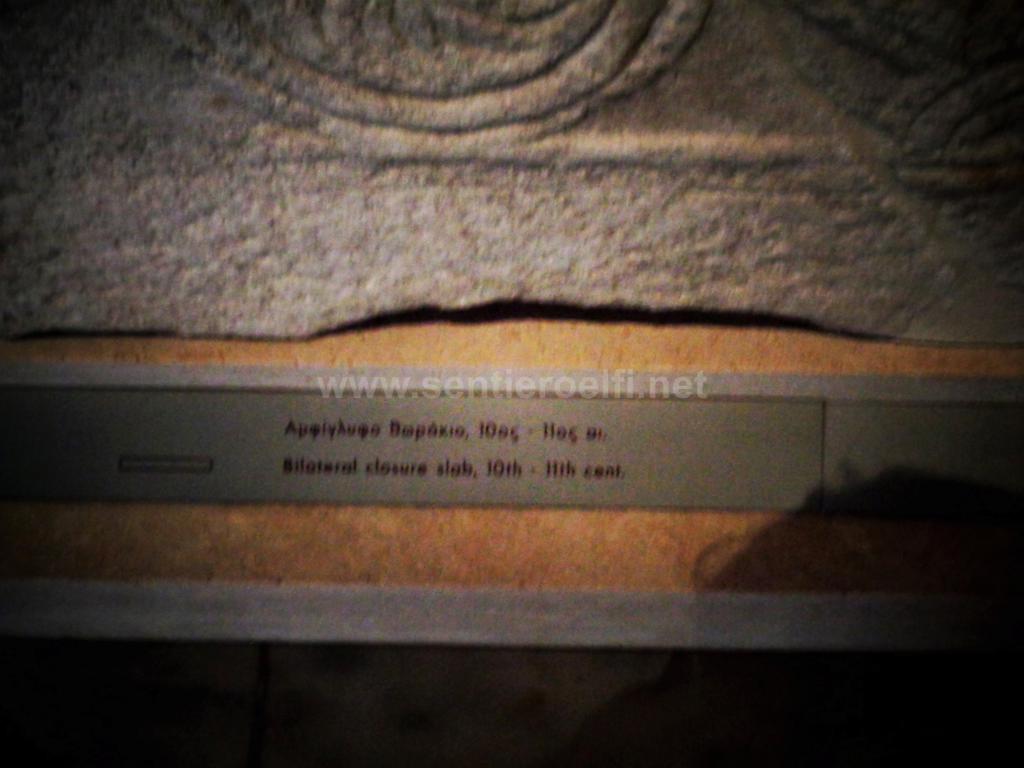 www.sentieroelfi.net
Αμφίγλυφο θωράκιο, 10ος - 11ος αι.
Bilateral closure slab, 10th - 11th cent.